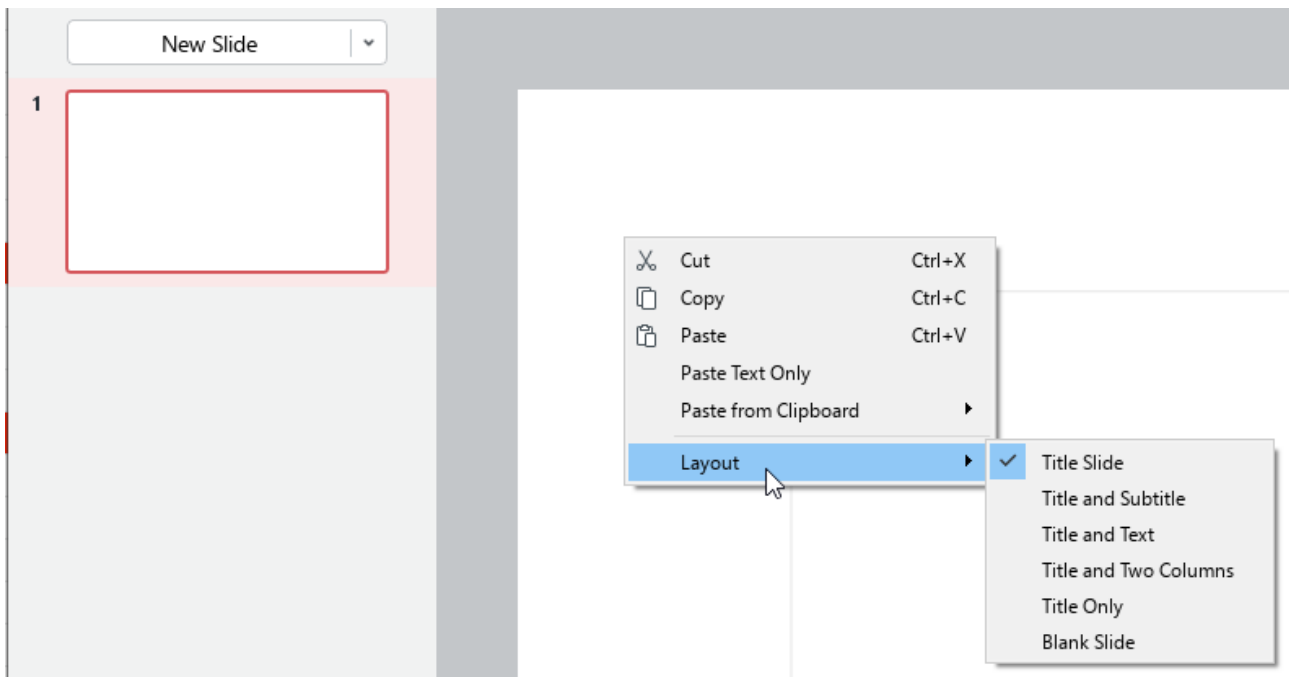 New Slide
1
Cut Ctrl+X
Copy Ctrl+C
Paste Ctrl+V
Paste Text Only
Paste from Clipboard
Layout
Title Slide
Title and Subtitle
Title and Text
Title and Two Columns
Title Only
Blank Slide